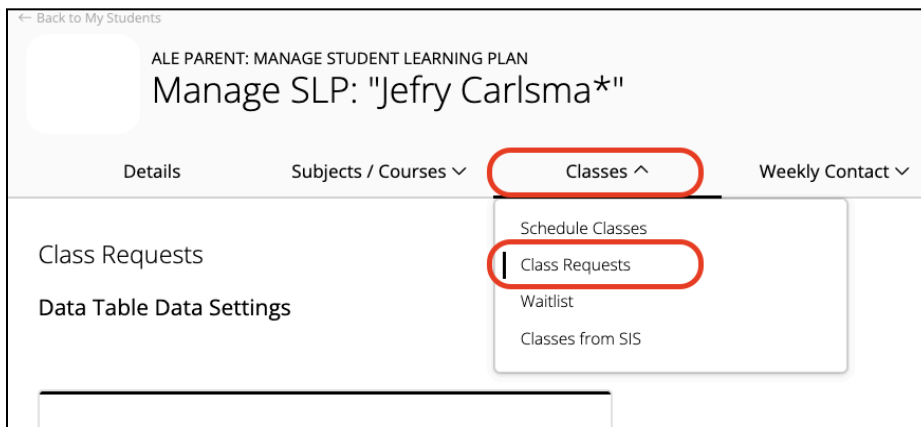 ← Back to My Students
ALE PARENT: MANAGE STUDENT LEARNING PLAN
Manage SLP: "Jefry Carlsma*"
Details Subjects / Courses Classes Weekly Contact
Schedule Classes
Class Requests
Waitlist
Classes from SIS
Class Requests
Data Table Data Settings